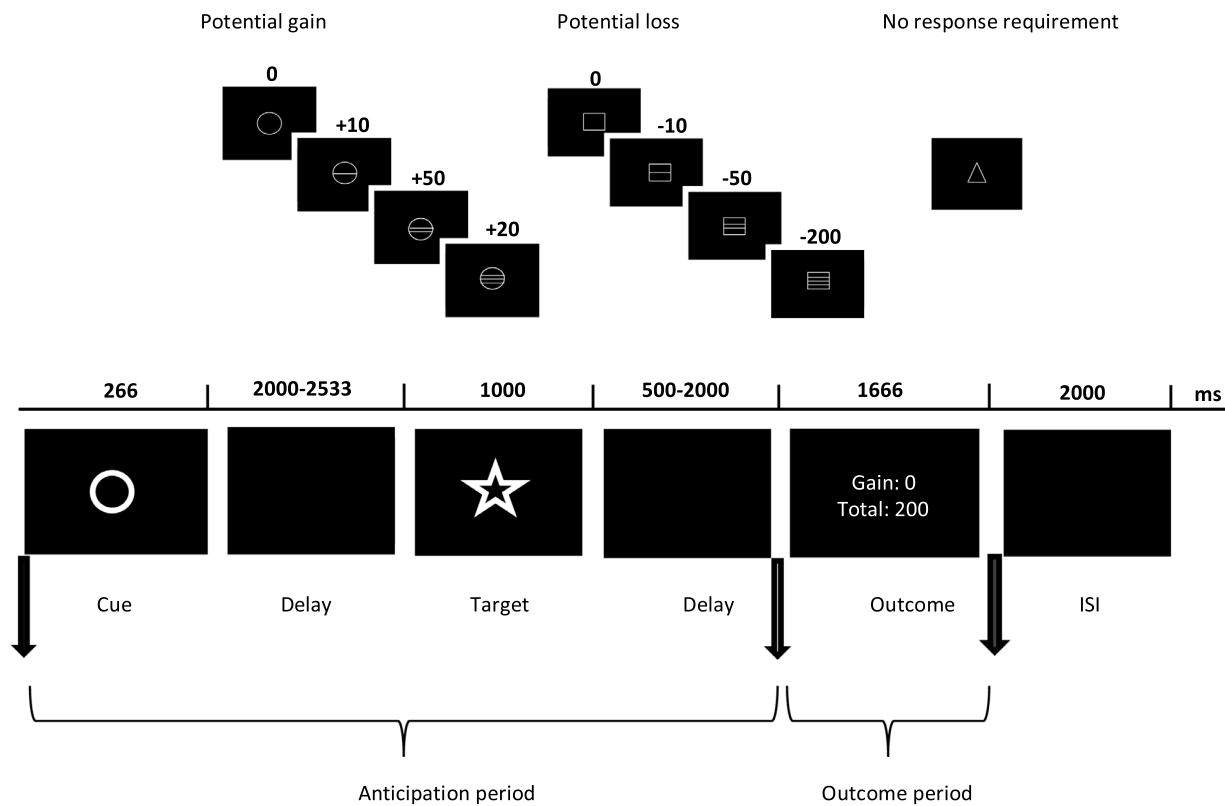 Potential gain
Potential loss
No response requirement
0
+10
+50
+20
0
-10
-50
-200
266
2000-2533
1000
500-2000
1666
2000
ms
Gain: 0
Total: 200
Cue
Delay
Target
Delay
Outcome
ISI
Anticipation period
Outcome period